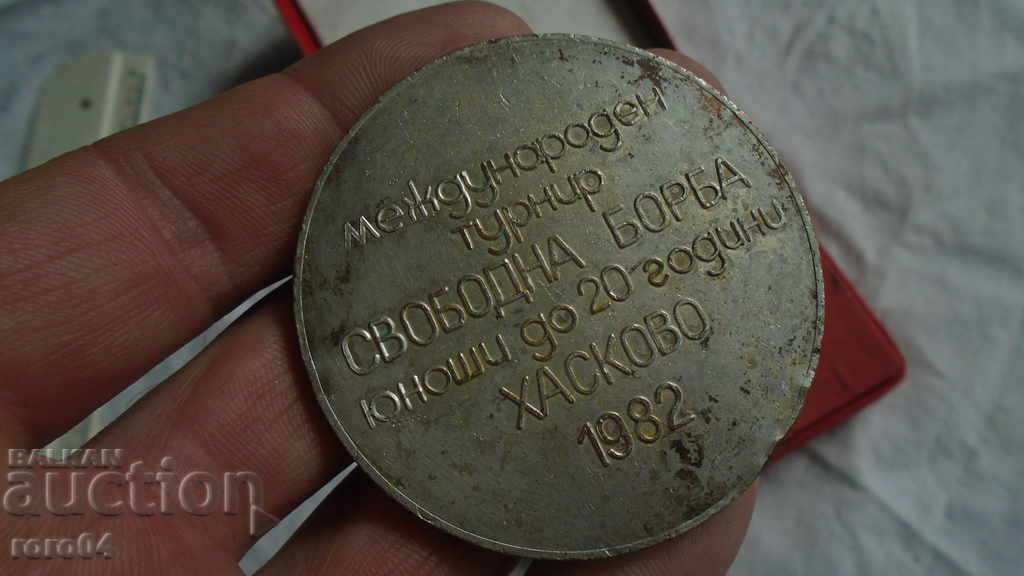 международен
турнир
СВОБОДНА БОРБА
юноши до 20 години
ХАСКОВО
1982.
BALKAN
auction
roro04